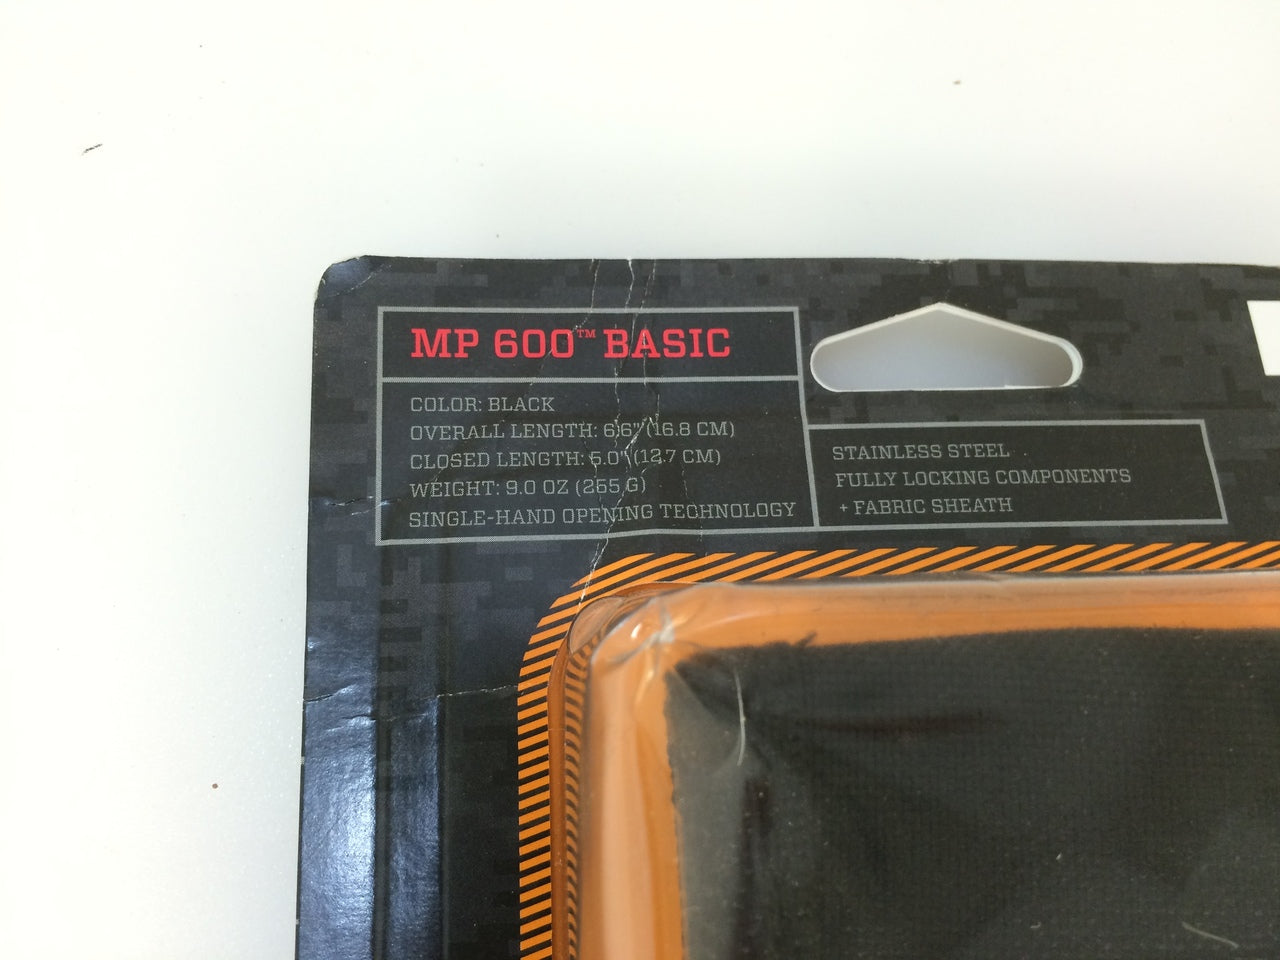 MP 600™ BASIC
COLOR: BLACK
OVERALL LENGTH: 6.6" (16.8 CM)
CLOSED LENGTH: 5.0" (12.7 CM)
WEIGHT: 9.0 OZ (255 G)
SINGLE-HAND OPENING TECHNOLOGY
STAINLESS STEEL
FULLY LOCKING COMPONENTS
+ FABRIC SHEATH